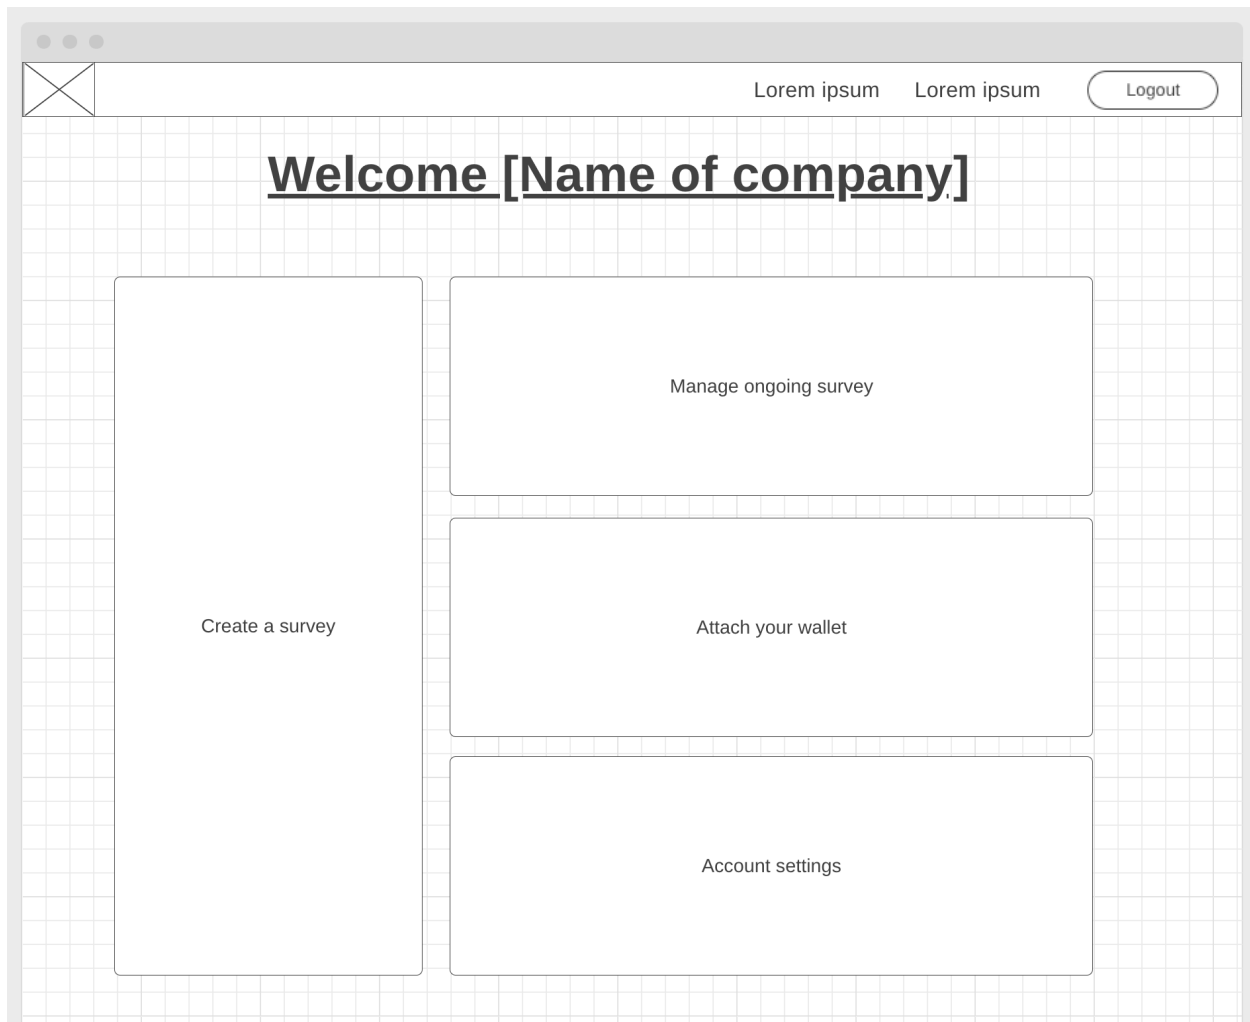 Lorem ipsum Lorem ipsum Logout
Welcome [Name of company]
Manage ongoing survey
Create a survey
Attach your wallet
Account settings